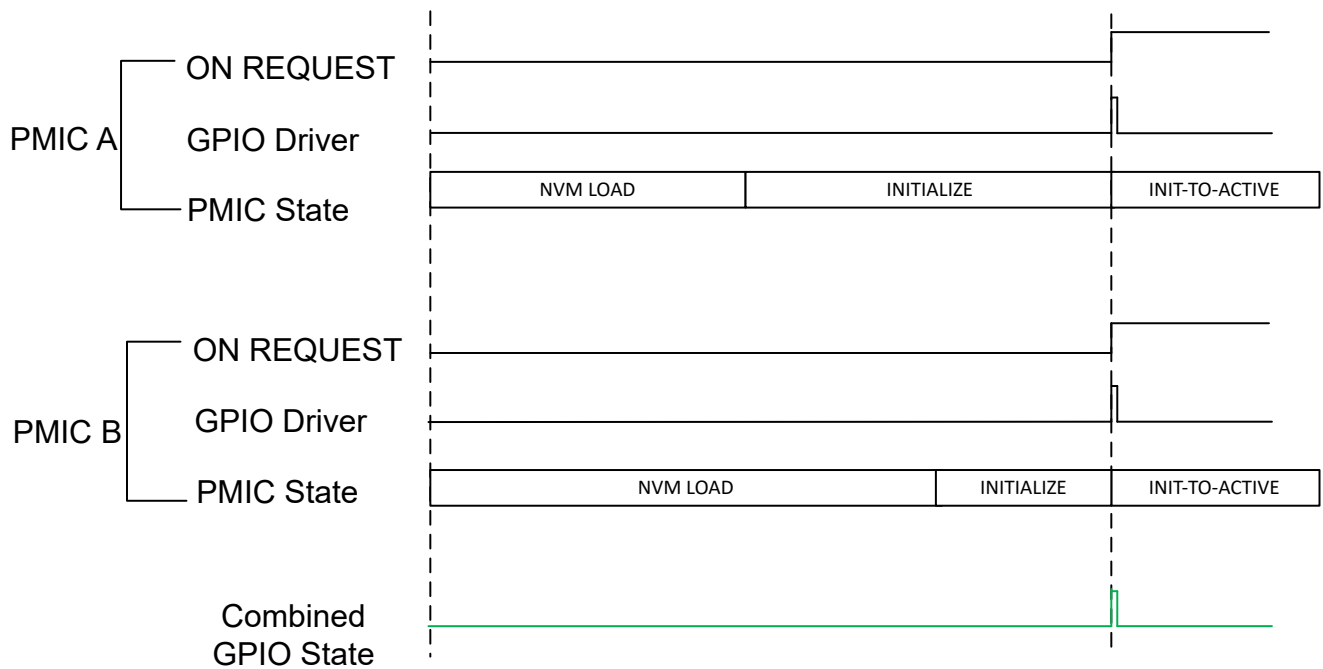 ON REQUEST
PMIC A
GPIO Driver
PMIC State
NVM LOAD
INITIALIZE
INIT-TO-ACTIVE
ON REQUEST
PMIC B
GPIO Driver
PMIC State
NVM LOAD
INITIALIZE
INIT-TO-ACTIVE
Combined
GPIO State